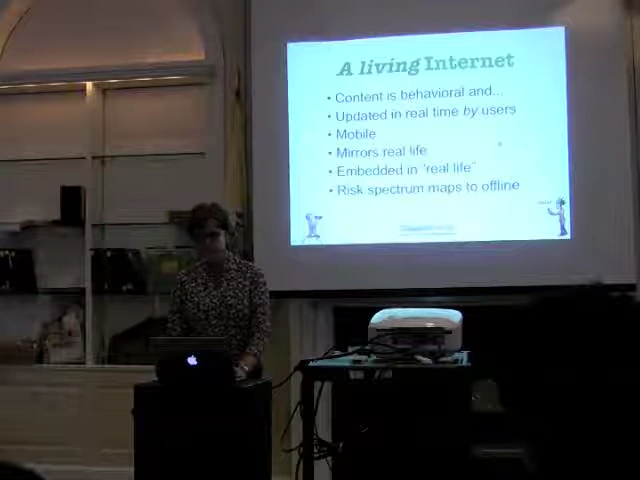 A living Internet
• Content is behavioral and...
• Updated in real time by users
• Mobile
• Mirrors real life
• Embedded in 'real life"
• Risk spectrum maps to offline